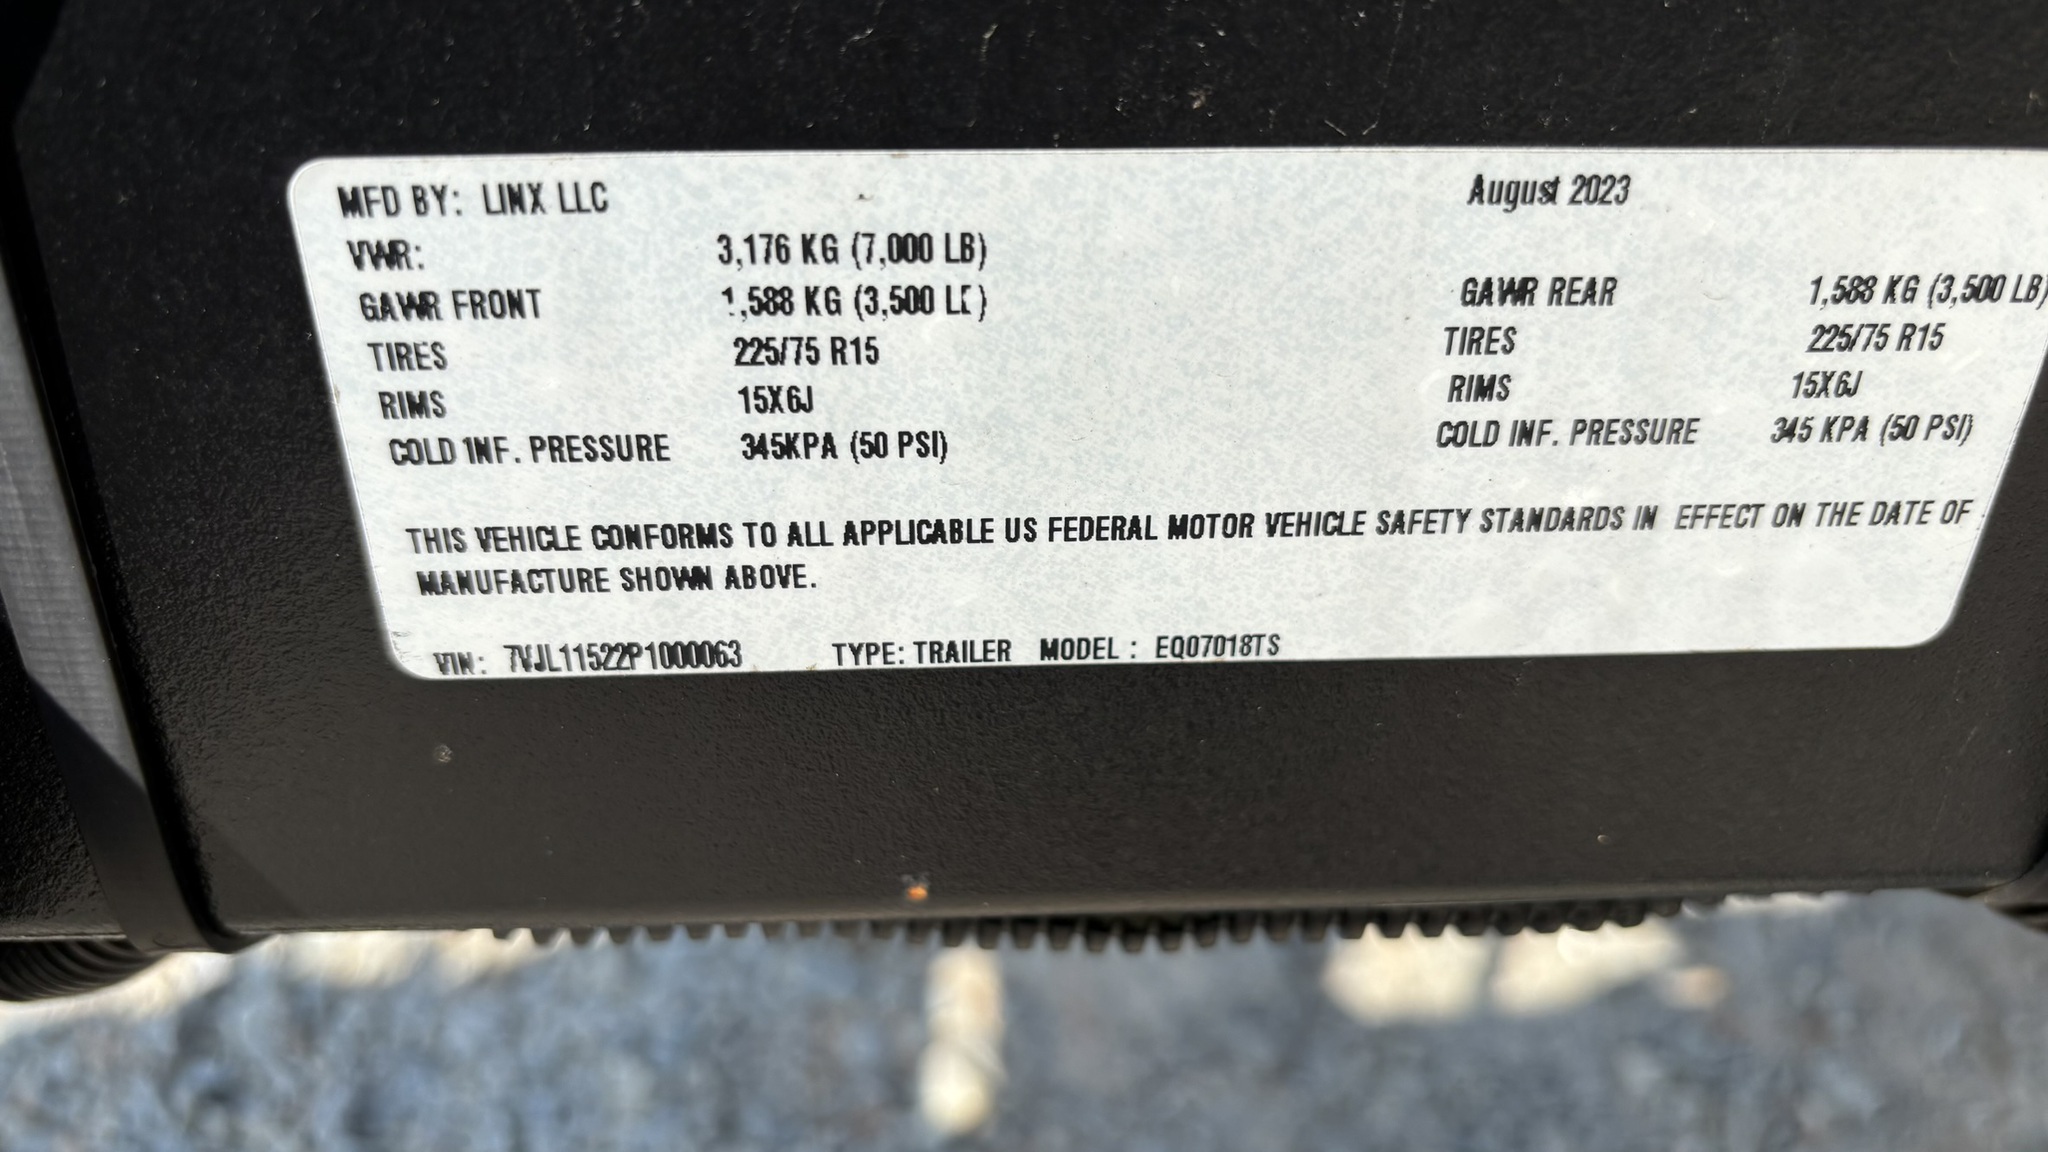 MFD BY: LINX LLC August 2023
VWR: 3,176 KG (7,000 LB)
GAWR FRONT 1,588 KG (3,500 LB) GAWR REAR 1,588 KG (3,500 LB)
TIRES 225/75 R15 TIRES 225/75 R15
RIMS 15X6J RIMS 15X6J
COLD INF. PRESSURE 345KPA (50 PSI) COLD INF. PRESSURE 345 KPA (50 PSI)
THIS VEHICLE CONFORMS TO ALL APPLICABLE US FEDERAL MOTOR VEHICLE SAFETY STANDARDS IN EFFECT ON THE DATE OF
MANUFACTURE SHOWN ABOVE.
VIN: 7VJL11522P1000063 TYPE: TRAILER MODEL : EQ07018TS